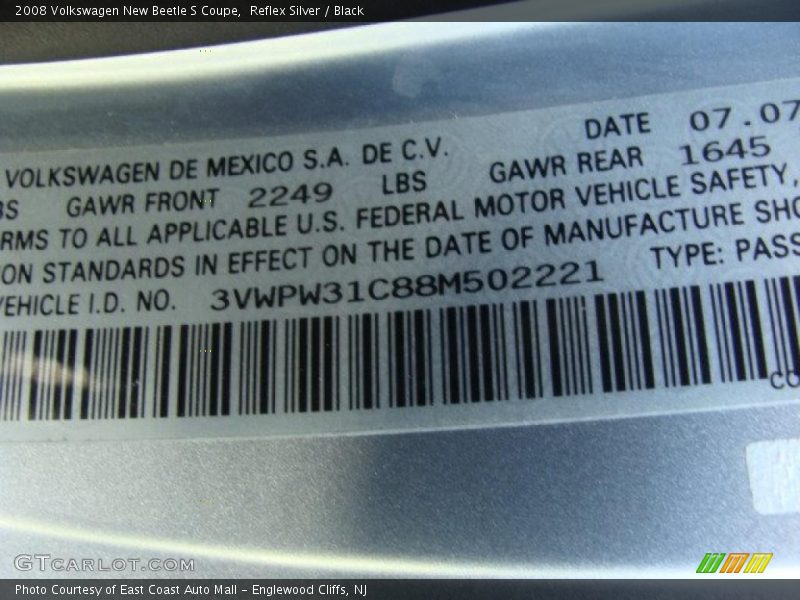 2008 Volkswagen New Beetle S Coupe,  Reflex Silver / Black
VOLKSWAGEN DE MEXICO S.A. DE C.V. DATE 07.07
BS GAWR FRONT 2249 LBS GAWR REAR 1645
RMS TO ALL APPLICABLE U.S. FEDERAL MOTOR VEHICLE SAFETY,
ON STANDARDS IN EFFECT ON THE DATE OF MANUFACTURE SHO
VEHICLE I.D. NO. 3VWPW31C88M502221 TYPE: PASS
CO
GTCarLot.com
Photo Courtesy of East Coast Auto Mall - Englewood Cliffs, NJ